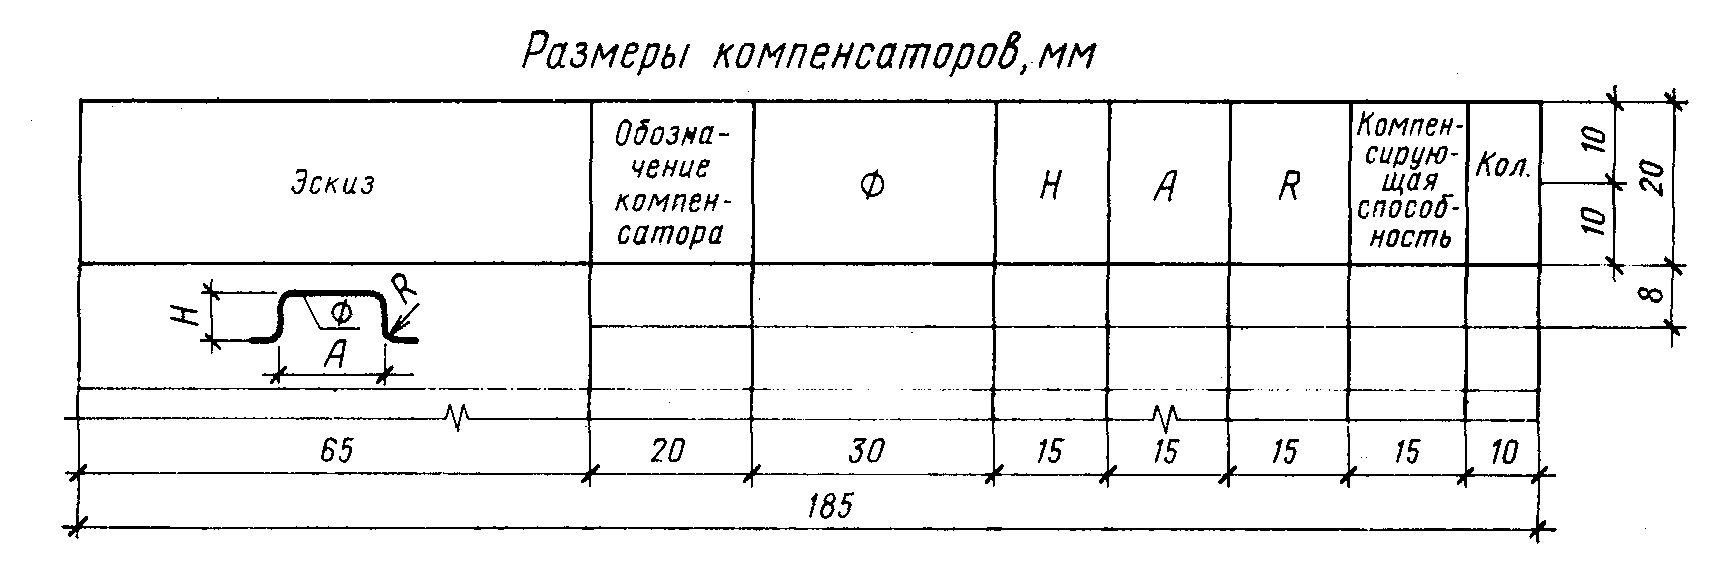 Размеры компенсаторов, мм
Эскиз
Обозна-
чение
компен-
сатора
Ф
H
A
R
Компен-
сирую-
щая
способ-
ность
Кол.
10
10
20
8
H
Ф
R
A
65
20
30
15
15
15
15
10
185